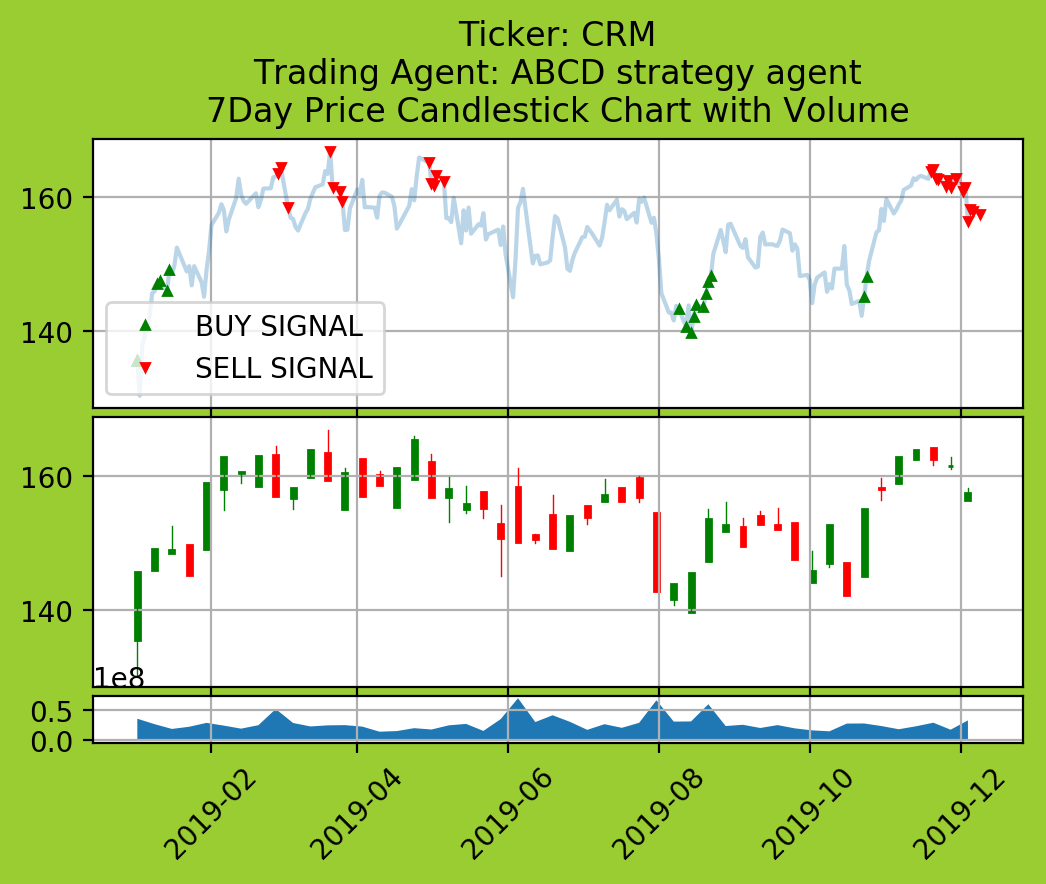 Ticker: CRM
Trading Agent: ABCD strategy agent
7Day Price Candlestick Chart with Volume
160
140
BUY SIGNAL
SELL SIGNAL
160
140
1e8
0.5
0.0
2019-02
2019-04
2019-06
2019-08
2019-10
2019-12